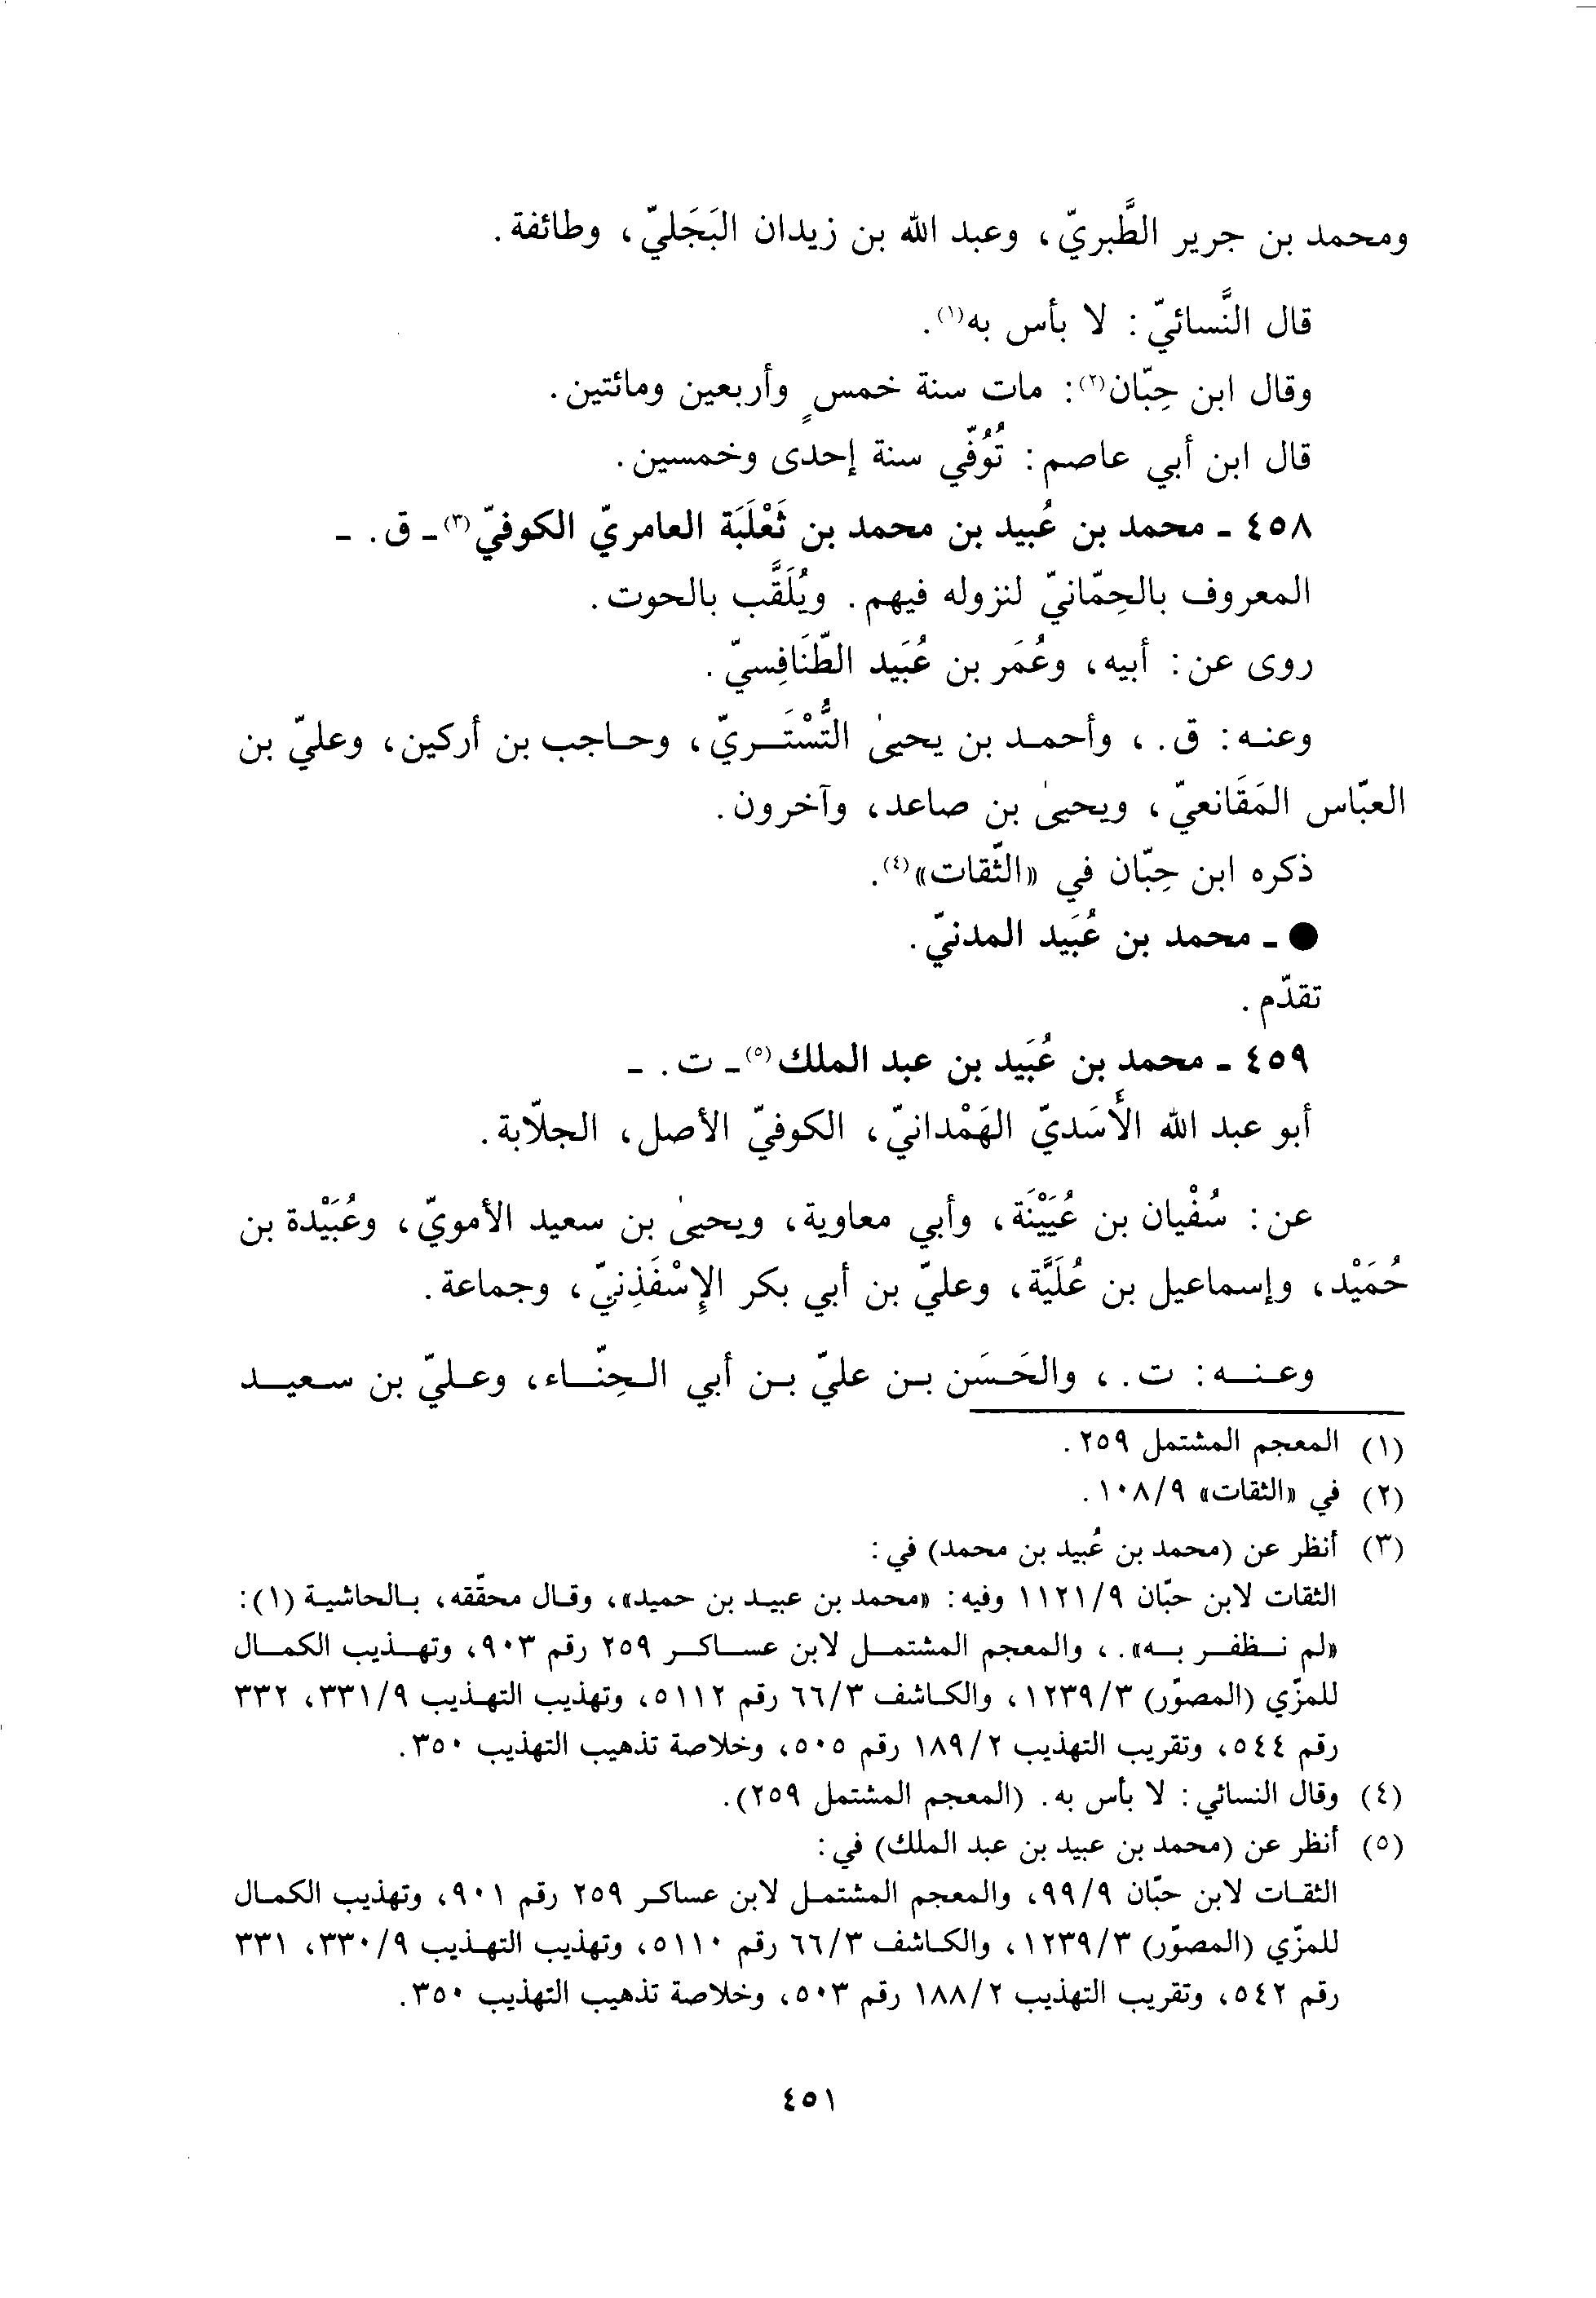 ومحمد بن جرير الطَّبريّ، وعبد الله بن زيدان البَجَليّ، وطائفة.
قال النَّسائيّ: لا بأس به(١).
وقال ابن حِبّان(٢): مات سنة خمسٍ وأربعين ومائتين.
قال ابن أبي عاصم: تُوُفّي سنة إحدى وخمسين.
٤٥٨ - محمد بن عُبيد بن محمد بن ثَعْلَبَة العامريّ الكوفيّ(٣) - ق. -
المعروف بالحِمّانيّ لنزوله فيهم. ويُلَقَّب بالحوت.
روى عن: أبيه، وعُمَر بن عُبَيد الطّنَافِسيّ.
وعنه: ق.، وأحمد بن يحيىٰ التُّسْتَريّ، وحاجب بن أركين، وعليّ بن
العبّاس المَقَانعيّ، ويحيىٰ بن صاعد، وآخرون.
ذكره ابن حِبّان في «الثّقات»(٤).
● - محمد بن عُبَيد المدنيّ.
تقدّم.
٤٥٩ - محمد بن عُبَيد بن عبد الملك(٥) - ت. -
أبو عبد الله الأَسَديّ الهَمْدانيّ، الكوفيّ الأصل، الجلّابة.
عن: سُفْيان بن عُيَيْنَة، وأبي معاوية، ويحيىٰ بن سعيد الأمويّ، وعُبَيْدة بن
حُمَيْد، وإسماعيل بن عُلَيَّة، وعليّ بن أبي بكر الإِسْفَذِنيّ، وجماعة.
وعنه: ت.، والحَسَن بن عليّ بن أبي الحِنّاء، وعليّ بن سعيد
(١) المعجم المشتمل ٢٥٩.
(٢) في «الثقات» ١٠٨/٩.
(٣) أنظر عن (محمد بن عُبيد بن محمد) في:
الثقات لابن حبّان ١١٢١/٩ وفيه: «محمد بن عبيد بن حميد»، وقال محقّقه، بالحاشية (١):
«لم نظفر به».، والمعجم المشتمل لابن عساكر ٢٥٩ رقم ٩٠٣، وتهذيب الكمال
للمزّي (المصوّر) ١٢٣٩/٣، والكاشف ٦٦/٣ رقم ٥١١٢، وتهذيب التهذيب ٣٣١/٩، ٣٣٢
رقم ٥٤٤، وتقريب التهذيب ١٨٩/٢ رقم ٥٠٥، وخلاصة تذهيب التهذيب ٣٥٠.
(٤) وقال النسائي: لا بأس به. (المعجم المشتمل ٢٥٩).
(٥) أنظر عن (محمد بن عبيد بن عبد الملك) في:
الثقات لابن حبّان ٩٩/٩، والمعجم المشتمل لابن عساكر ٢٥٩ رقم ٩٠١، وتهذيب الكمال
للمزّي (المصوّر) ١٢٣٩/٣، والكاشف ٦٦/٣ رقم ٥١١٠، وتهذيب التهذيب ٣٣٠/٩، ٣٣١
رقم ٥٤٢، وتقريب التهذيب ١٨٨/٢ رقم ٥٠٣، وخلاصة تذهيب التهذيب ٣٥٠.
٤٥١